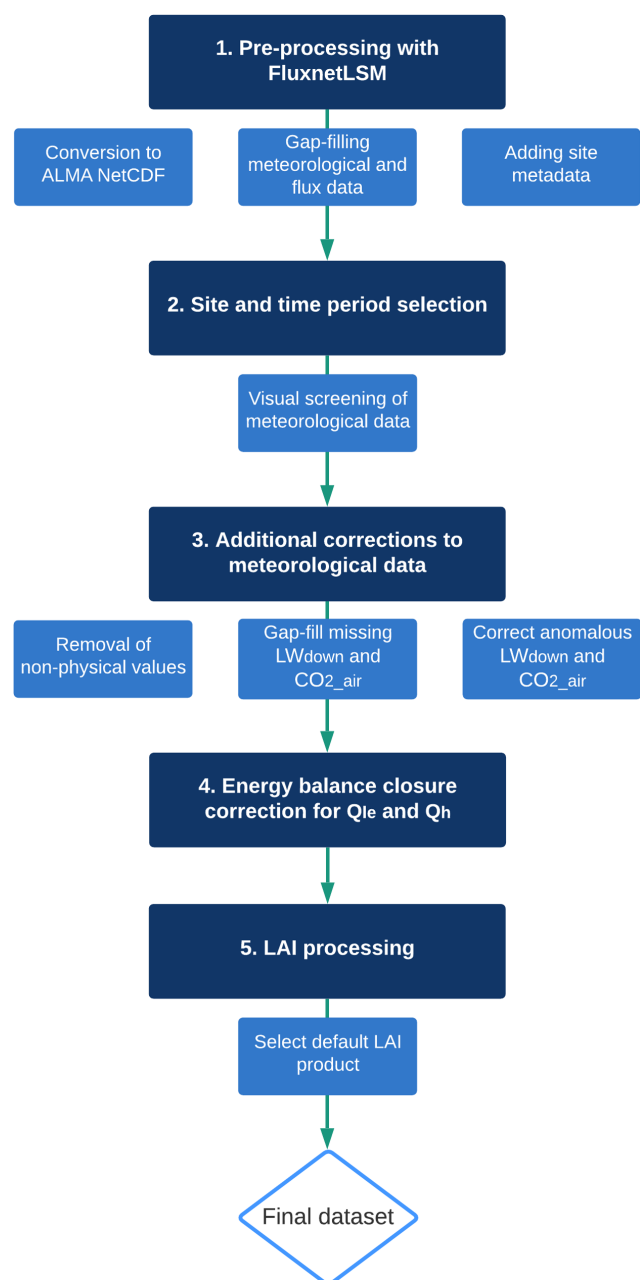 1. Pre-processing with
FluxnetLSM
Conversion to
ALMA NetCDF
Gap-filling
meteorological and
flux data
Adding site
metadata
2. Site and time period selection
Visual screening of
meteorological data
3. Additional corrections to
meteorological data
Removal of
non-physical values
Gap-fill missing
LWdown and
CO2_air
Correct anomalous
LWdown and
CO2_air
4. Energy balance closure
correction for Qle and Qh
5. LAI processing
Select default LAI
product
Final dataset